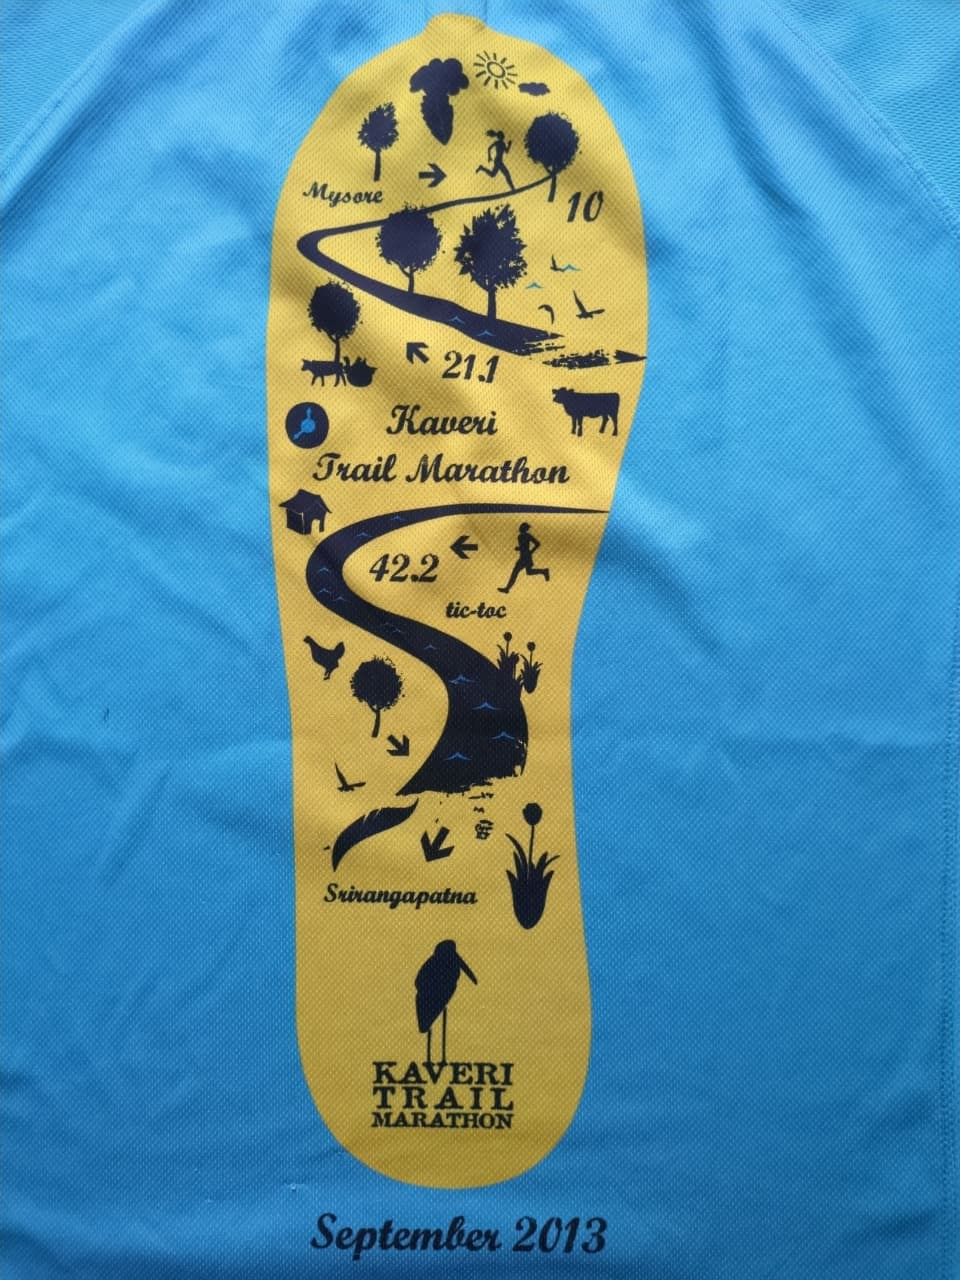 Mysore
10
21.1
Kaveri
Trail Marathon
42.2
tic-toc
Srirangapatna
KAVERI
TRAIL
MARATHON
September 2013